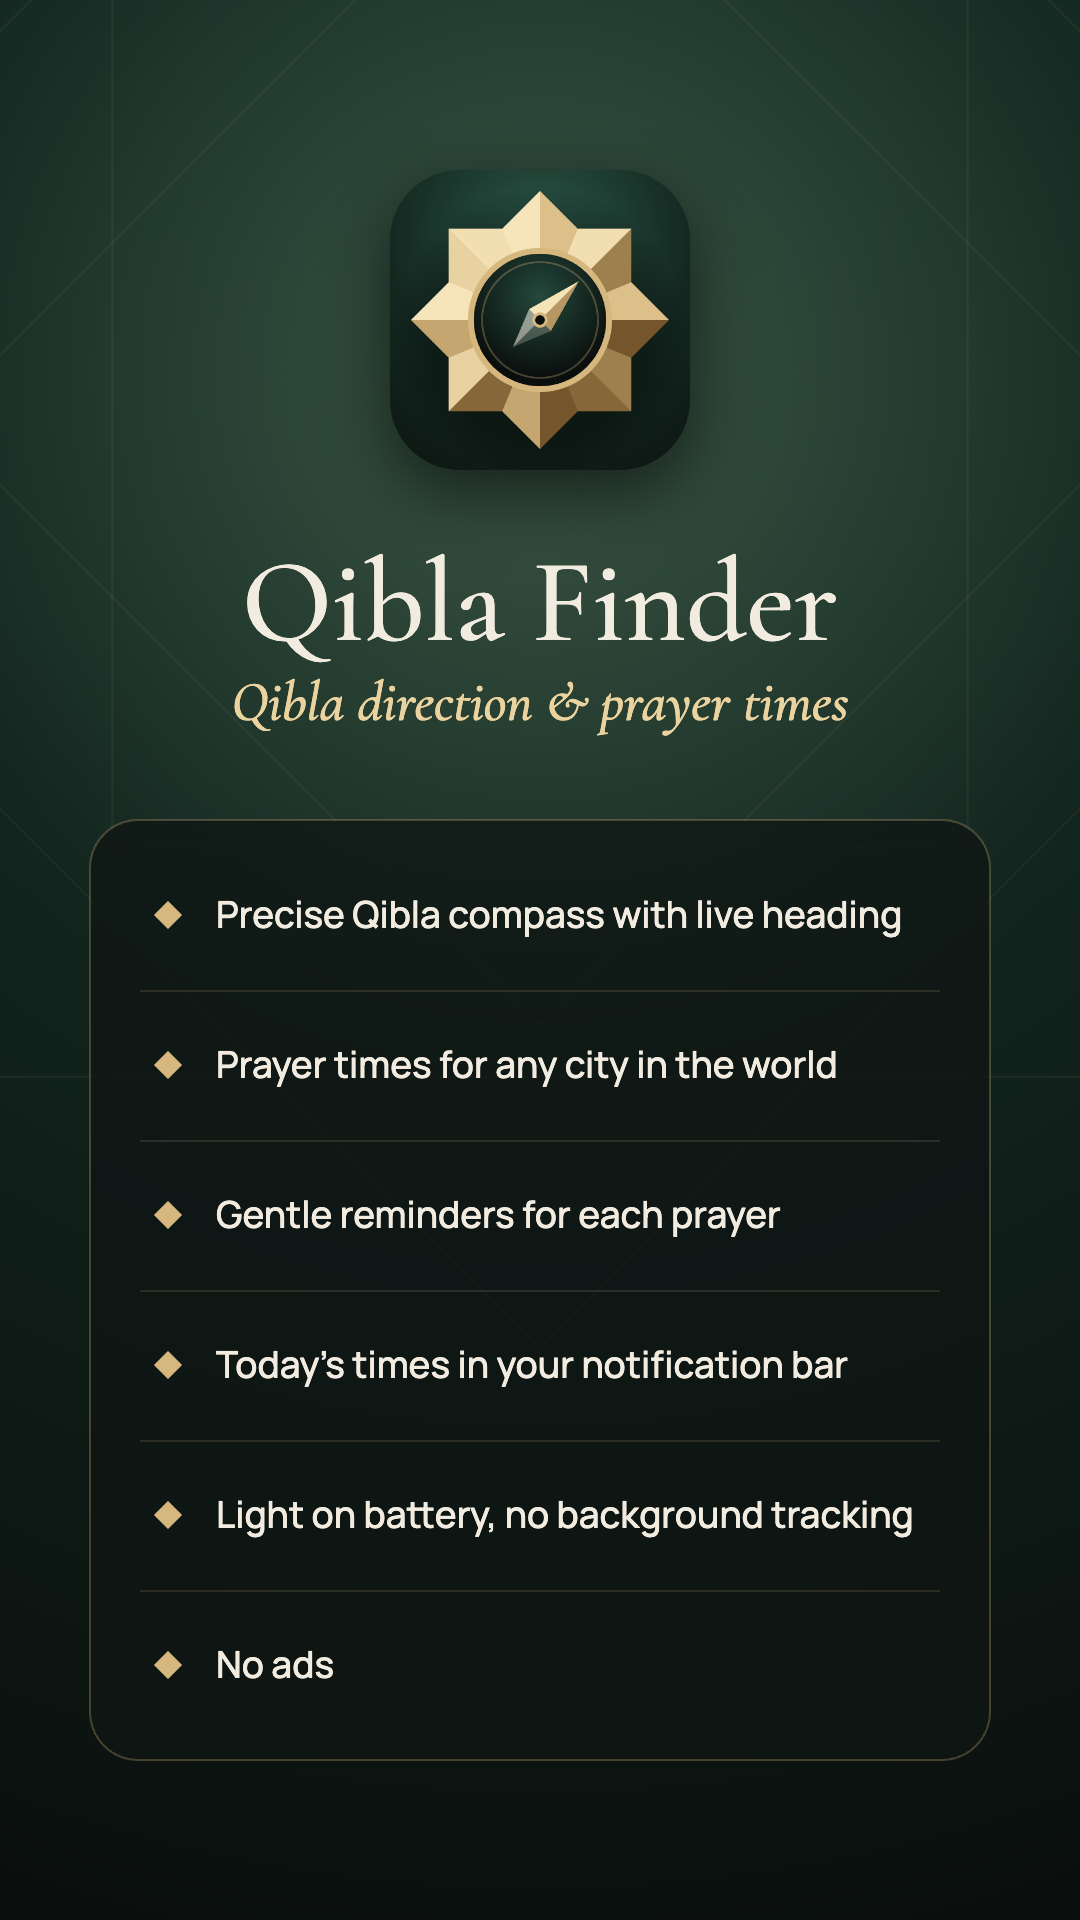 Qibla Finder
Qibla direction & prayer times
Precise Qibla compass with live heading
Prayer times for any city in the world
Gentle reminders for each prayer
Today’s times in your notification bar
Light on battery, no background tracking
No ads